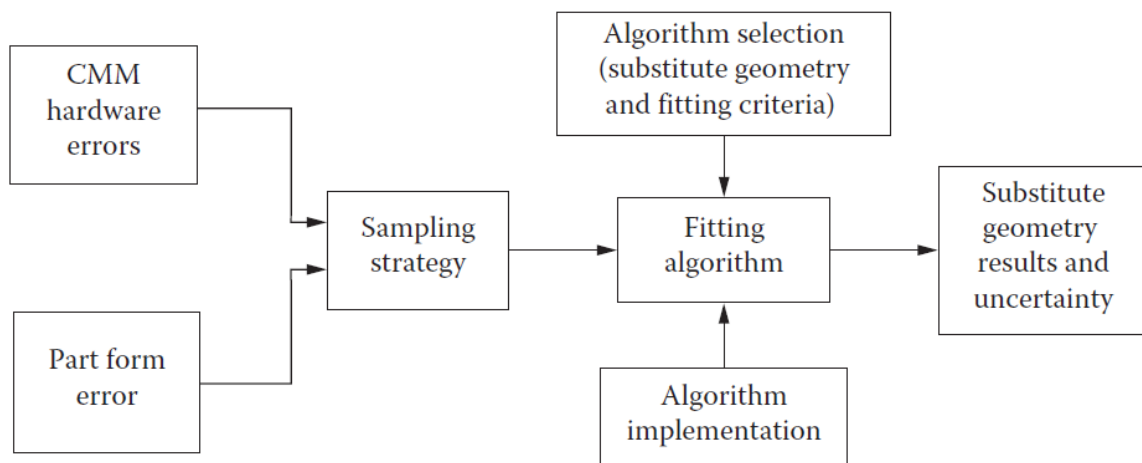 CMM
hardware
errors
Part form
error
Sampling
strategy
Algorithm selection
(substitute geometry
and fitting criteria)
Fitting
algorithm
Algorithm
implementation
Substitute
geometry
results and
uncertainty